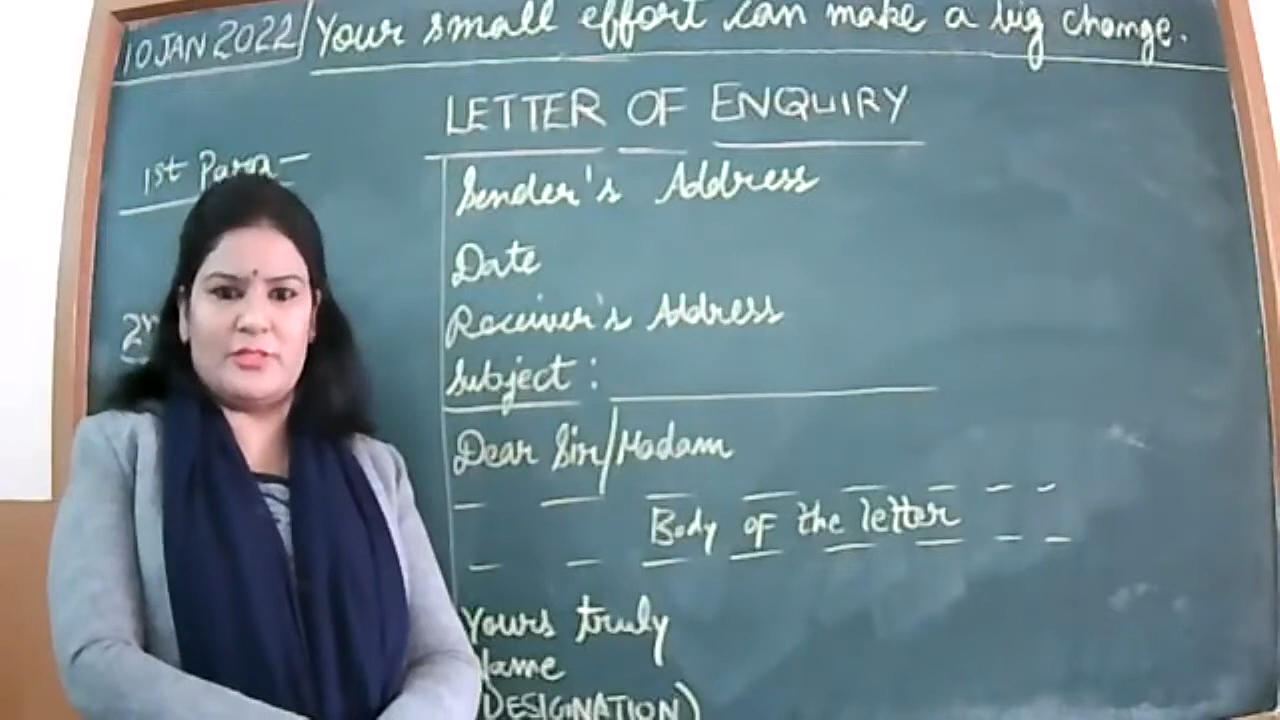 10 JAN 2022 Your small effort can make a big change.
LETTER OF ENQUIRY
1st Para -
Sender's Address
Date
Receiver's Address
Subject :
Dear Sir/Madam
Body of the letter
Yours truly
Name
DESIGNATION)